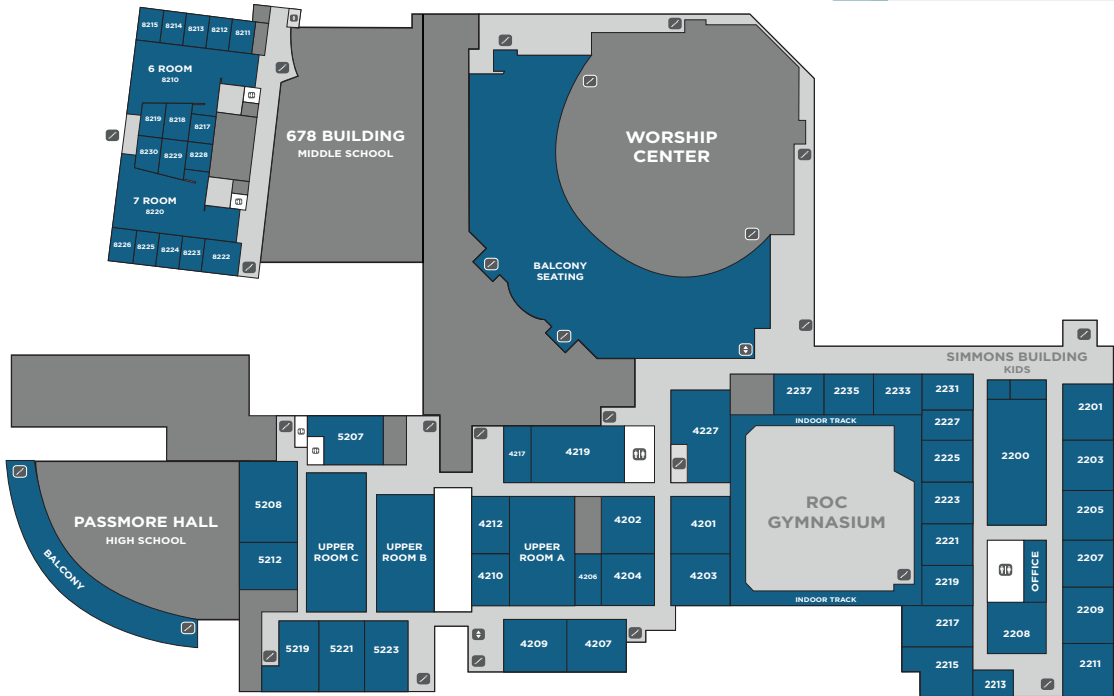 8215
8214
8213
8212
8211
6 ROOM
8210
8219
8218
8217
8230
8229
8228
7 ROOM
8220
8226
8225
8224
8223
8222
678 BUILDING
MIDDLE SCHOOL
WORSHIP
CENTER
BALCONY
SEATING
SIMMONS BUILDING
KIDS
2237
2235
2233
2231
2201
INDOOR TRACK
2227
4227
5207
4217
4219
2225
2200
2203
PASSMORE HALL
HIGH SCHOOL
BALCONY
5208
5212
UPPER
ROOM C
UPPER
ROOM B
4212
4210
UPPER
ROOM A
4202
4206
4204
4201
4203
ROC
GYMNASIUM
2223
2221
2219
2205
2207
OFFICE
INDOOR TRACK
2209
2217
2208
5219
5221
5223
4209
4207
2215
2213
2211